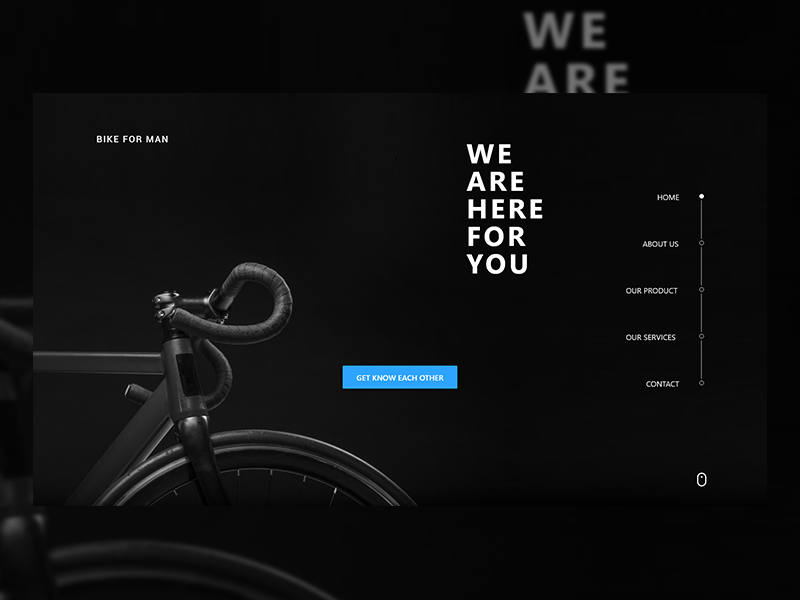 WE
ARE
BIKE FOR MAN
WE
ARE
HERE
FOR
YOU
HOME
ABOUT US
OUR PRODUCT
OUR SERVICES
CONTACT
GET KNOW EACH OTHER